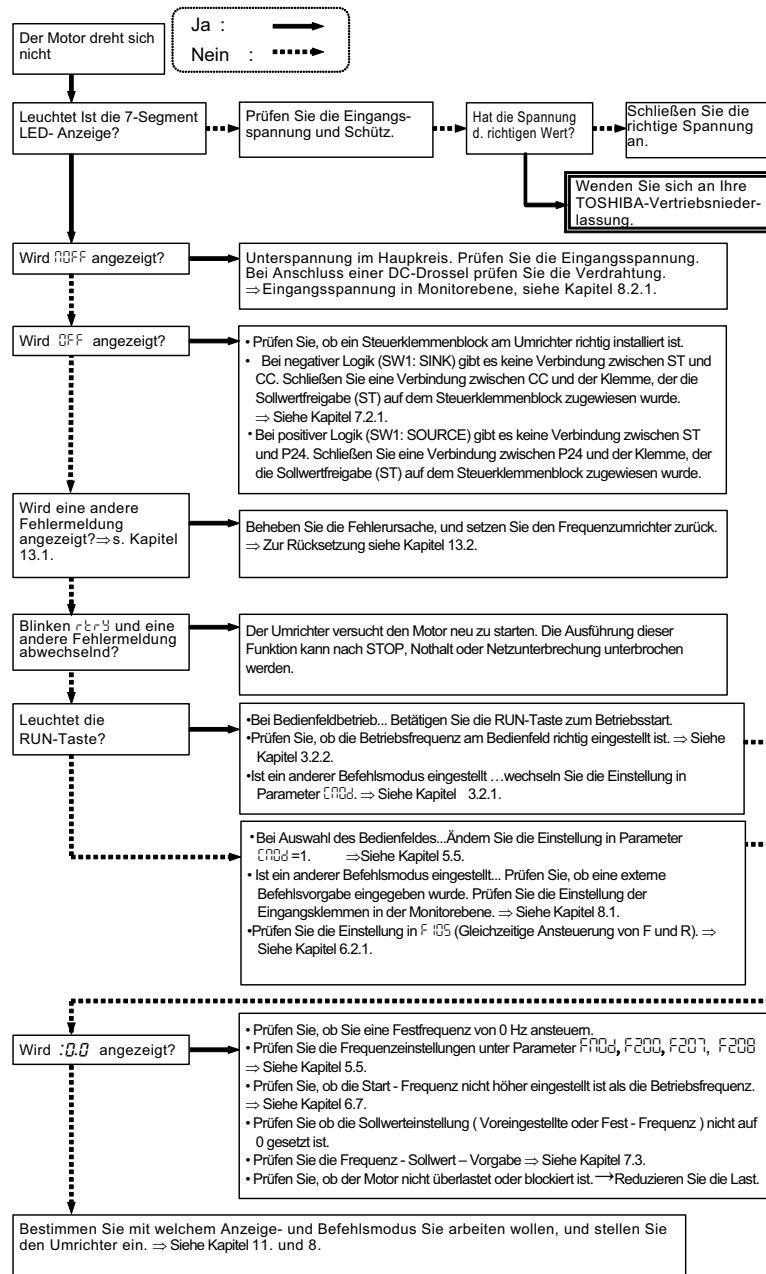 Ja :
Nein :
Der Motor dreht sich
nicht
Leuchtet Ist die 7-Segment
LED- Anzeige?
Prüfen Sie die Eingangs-
spannung und Schütz.
Hat die Spannung
d. richtigen Wert?
Schließen Sie die
richtige Spannung
an.
Wenden Sie sich an Ihre
TOSHIBA-Vertriebsnieder-
lassung.
Wird MOFF angezeigt?
Unterspannung im Haupkreis. Prüfen Sie die Eingangsspannung.
Bei Anschluss einer DC-Drossel prüfen Sie die Verdrahtung.
⇒Eingangsspannung in Monitorebene, siehe Kapitel 8.2.1.
Wird OFF angezeigt?
• Prüfen Sie, ob ein Steuerklemmenblock am Umrichter richtig installiert ist.
• Bei negativer Logik (SW1: SINK) gibt es keine Verbindung zwischen ST und
CC. Schließen Sie eine Verbindung zwischen CC und der Klemme, der die
Sollwertfreigabe (ST) auf dem Steuerklemmenblock zugewiesen wurde.
⇒ Siehe Kapitel 7.2.1.
• Bei positiver Logik (SW1: SOURCE) gibt es keine Verbindung zwischen ST
und P24. Schließen Sie eine Verbindung zwischen P24 und der Klemme, der
die Sollwertfreigabe (ST) auf dem Steuerklemmenblock zugewiesen wurde.
Wird eine andere
Fehlermeldung
angezeigt?⇒s. Kapitel
13.1.
Beheben Sie die Fehlerursache, und setzen Sie den Frequenzumrichter zurück.
⇒ Zur Rücksetzung siehe Kapitel 13.2.
Blinken rtrY und eine
andere Fehlermeldung
abwechselnd?
Der Umrichter versucht den Motor neu zu starten. Die Ausführung dieser
Funktion kann nach STOP, Nothalt oder Netzunterbrechung unterbrochen
werden.
Leuchtet die
RUN-Taste?
•Bei Bedienfeldbetrieb... Betätigen Sie die RUN-Taste zum Betriebsstart.
•Prüfen Sie, ob die Betriebsfrequenz am Bedienfeld richtig eingestellt ist. ⇒ Siehe
Kapitel 3.2.2.
•Ist ein anderer Befehlsmodus eingestellt …wechseln Sie die Einstellung in
Parameter CMOd. ⇒ Siehe Kapitel 3.2.1.
• Bei Auswahl des Bedienfeldes...Ändern Sie die Einstellung in Parameter
CMOd =1. ⇒Siehe Kapitel 5.5.
• Ist ein anderer Befehlsmodus eingestellt... Prüfen Sie, ob eine externe
Befehlsvorgabe eingegeben wurde. Prüfen Sie die Einstellung der
Eingangsklemmen in der Monitorebene. ⇒ Siehe Kapitel 8.1.
•Prüfen Sie die Einstellung in F105 (Gleichzeitige Ansteuerung von F und R). ⇒
Siehe Kapitel 6.2.1.
Wird :0.0 angezeigt?
• Prüfen Sie, ob Sie eine Festfrequenz von 0 Hz ansteuern.
• Prüfen Sie die Frequenzeinstellungen unter Parameter FMOd, F200, F207, F208
⇒ Siehe Kapitel 5.5.
• Prüfen Sie, ob die Start - Frequenz nicht höher eingestellt ist als die Betriebsfrequenz.
⇒ Siehe Kapitel 6.7.
• Prüfen Sie ob die Sollwerteinstellung ( Voreingestellte oder Fest - Frequenz ) nicht auf
0 gesetzt ist.
• Prüfen Sie die Frequenz - Sollwert – Vorgabe ⇒ Siehe Kapitel 7.3.
• Prüfen Sie, ob der Motor nicht überlastet oder blockiert ist. →Reduzieren Sie die Last.
Bestimmen Sie mit welchem Anzeige- und Befehlsmodus Sie arbeiten wollen, und stellen Sie
den Umrichter ein. ⇒ Siehe Kapitel 11. und 8.